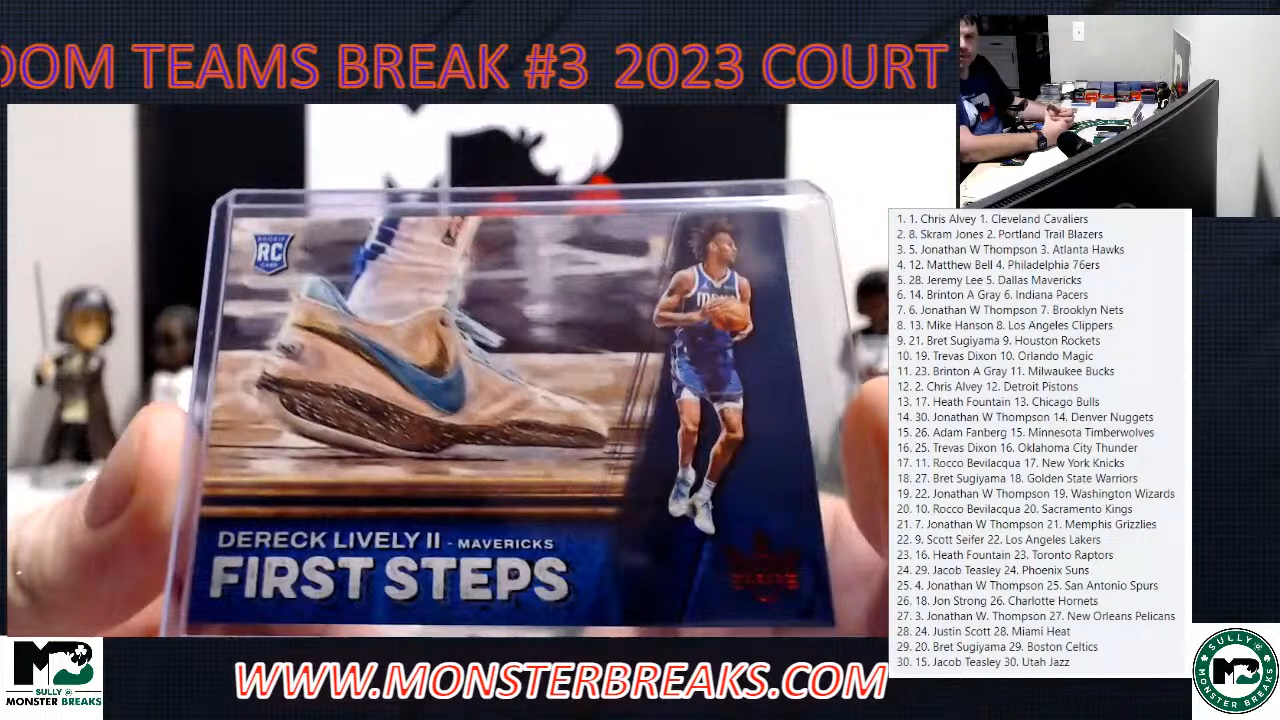 DOM TEAMS BREAK #3 2023 COURT
ROOKIE
RC
CARD
DERECK LIVELY II - MAVERICKS
FIRST STEPS
1. 1. Chris Alvey 1. Cleveland Cavaliers
2. 8. Skram Jones 2. Portland Trail Blazers
3. 5. Jonathan W Thompson 3. Atlanta Hawks
4. 12. Matthew Bell 4. Philadelphia 76ers
5. 28. Jeremy Lee 5. Dallas Mavericks
6. 14. Brinton A Gray 6. Indiana Pacers
7. 6. Jonathan W Thompson 7. Brooklyn Nets
8. 13. Mike Hanson 8. Los Angeles Clippers
9. 21. Bret Sugiyama 9. Houston Rockets
10. 19. Trevas Dixon 10. Orlando Magic
11. 23. Brinton A Gray 11. Milwaukee Bucks
12. 2. Chris Alvey 12. Detroit Pistons
13. 17. Heath Fountain 13. Chicago Bulls
14. 30. Jonathan W Thompson 14. Denver Nuggets
15. 26. Adam Fanberg 15. Minnesota Timberwolves
16. 25. Trevas Dixon 16. Oklahoma City Thunder
17. 11. Rocco Bevilacqua 17. New York Knicks
18. 27. Bret Sugiyama 18. Golden State Warriors
19. 22. Jonathan W Thompson 19. Washington Wizards
20. 10. Rocco Bevilacqua 20. Sacramento Kings
21. 7. Jonathan W Thompson 21. Memphis Grizzlies
22. 9. Scott Seifer 22. Los Angeles Lakers
23. 16. Heath Fountain 23. Toronto Raptors
24. 29. Jacob Teasley 24. Phoenix Suns
25. 4. Jonathan W Thompson 25. San Antonio Spurs
26. 18. Jon Strong 26. Charlotte Hornets
27. 3. Jonathan W. Thompson 27. New Orleans Pelicans
28. 24. Justin Scott 28. Miami Heat
29. 20. Bret Sugiyama 29. Boston Celtics
30. 15. Jacob Teasley 30. Utah Jazz
SULLY @
MONSTER BREAKS
WWW.MONSTERBREAKS.COM
SULLY @
MONSTER BREAKS